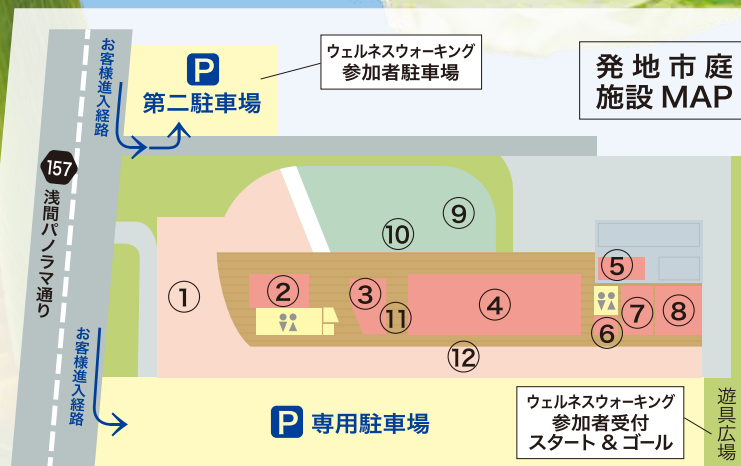 お客様進入経路
P
第二駐車場
ウェルネスウォーキング
参加者駐車場
発地市庭
施設 MAP
157
浅間パノラマ通り
⑨
⑩
⑤
①
②
③
④
⑪
⑦
⑧
⑥
⑫
お客様進入経路
P 専用駐車場
ウェルネスウォーキング
参加者受付
スタート & ゴール
遊具広場